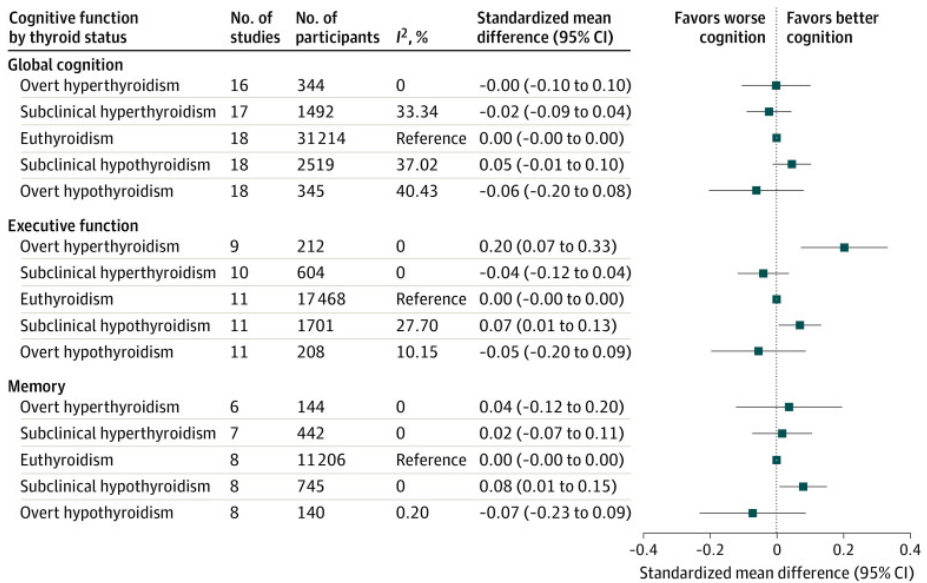 Cognitive function by thyroid status No. of studies No. of participants I², % Standardized mean difference (95% CI) Favors worse cognition Favors better cognition
Global cognition
Overt hyperthyroidism 16 344 0 -0.00 (-0.10 to 0.10)
Subclinical hyperthyroidism 17 1492 33.34 -0.02 (-0.09 to 0.04)
Euthyroidism 18 31 214 Reference 0.00 (-0.00 to 0.00)
Subclinical hypothyroidism 18 2519 37.02 0.05 (-0.01 to 0.10)
Overt hypothyroidism 18 345 40.43 -0.06 (-0.20 to 0.08)
Executive function
Overt hyperthyroidism 9 212 0 0.20 (0.07 to 0.33)
Subclinical hyperthyroidism 10 604 0 -0.04 (-0.12 to 0.04)
Euthyroidism 11 17 468 Reference 0.00 (-0.00 to 0.00)
Subclinical hypothyroidism 11 1701 27.70 0.07 (0.01 to 0.13)
Overt hypothyroidism 11 208 10.15 -0.05 (-0.20 to 0.09)
Memory
Overt hyperthyroidism 6 144 0 0.04 (-0.12 to 0.20)
Subclinical hyperthyroidism 7 442 0 0.02 (-0.07 to 0.11)
Euthyroidism 8 11 206 Reference 0.00 (-0.00 to 0.00)
Subclinical hypothyroidism 8 745 0 0.08 (0.01 to 0.15)
Overt hypothyroidism 8 140 0.20 -0.07 (-0.23 to 0.09)
-0.4 -0.2 0 0.2 0.4
Standardized mean difference (95% CI)